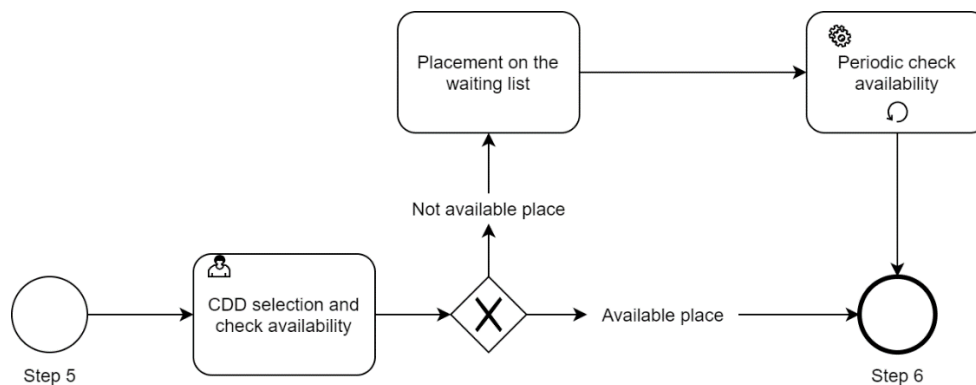 Placement on the
waiting list
Periodic check
availability
Not available place
CDD selection and
check availability
Available place
Step 5
Step 6